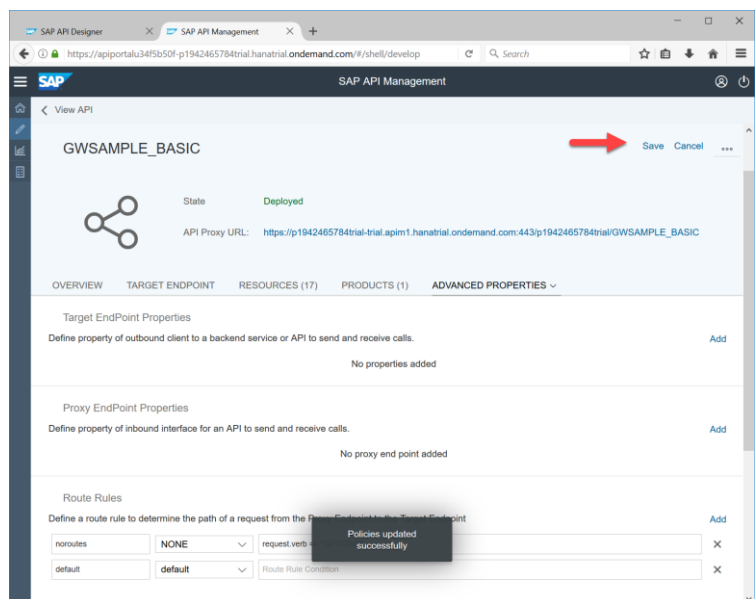 SAP API Designer
SAP API Management
https://apiportalu34f5b50f-p1942465784trial.hanatrial.ondemand.com/#/shell/develop
Search
SAP
SAP API Management
View API
GWSAMPLE_BASIC
Save Cancel ...
State Deployed
API Proxy URL: https://p1942465784trial-trial.apim1.hanatrial.ondemand.com:443/p1942465784trial/GWSAMPLE_BASIC
OVERVIEW TARGET ENDPOINT RESOURCES (17) PRODUCTS (1) ADVANCED PROPERTIES
Target EndPoint Properties
Define property of outbound client to a backend service or API to send and receive calls. Add
No properties added
Proxy EndPoint Properties
Define property of inbound interface for an API to send and receive calls. Add
No proxy end point added
Route Rules
Define a route rule to determine the path of a request from the Proxy Endpoint to the Target Endpoint Add
noroutes NONE request.verb =
default default Route Rule Condition
Policies updated
successfully